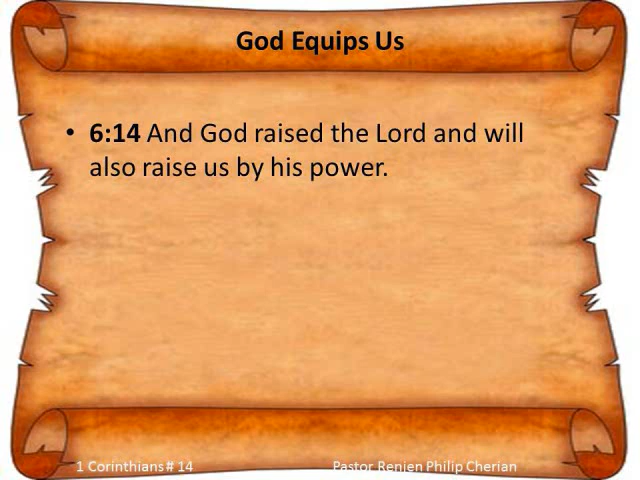 God Equips Us
• 6:14 And God raised the Lord and will
also raise us by his power.
1 Corinthians # 14
Pastor Renjen Philip Cherian